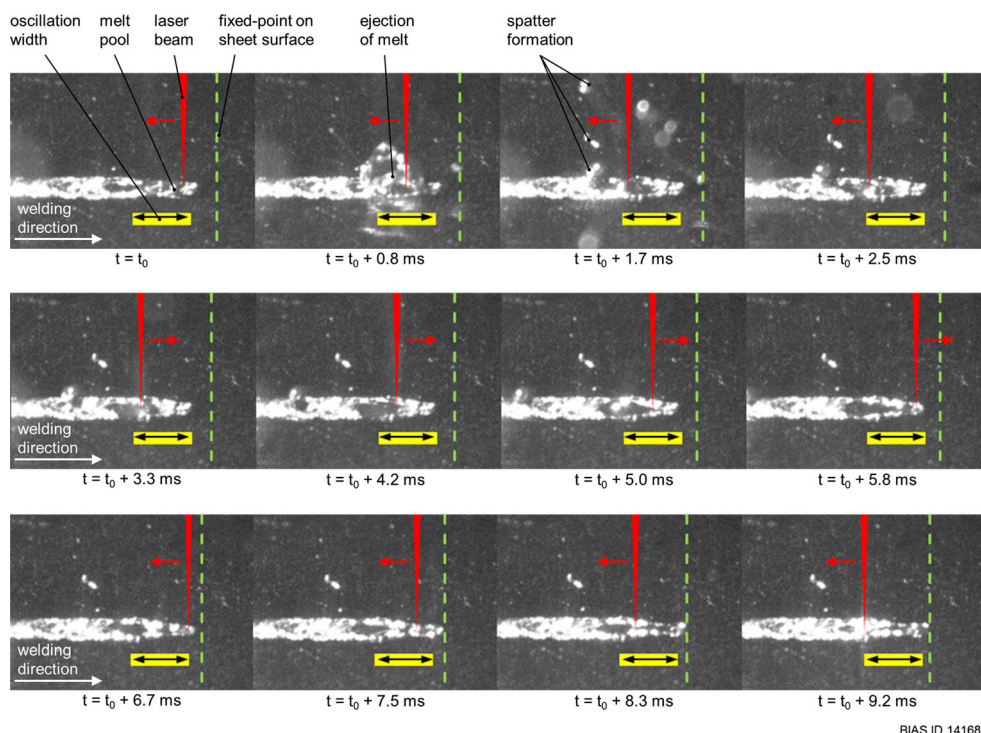 oscillation width
melt pool
laser beam
fixed-point on sheet surface
ejection of melt
spatter formation
welding direction
t = t0
t = t0 + 0.8 ms
t = t0 + 1.7 ms
t = t0 + 2.5 ms
welding direction
t = t0 + 3.3 ms
t = t0 + 4.2 ms
t = t0 + 5.0 ms
t = t0 + 5.8 ms
welding direction
t = t0 + 6.7 ms
t = t0 + 7.5 ms
t = t0 + 8.3 ms
t = t0 + 9.2 ms
BIAS ID 14168